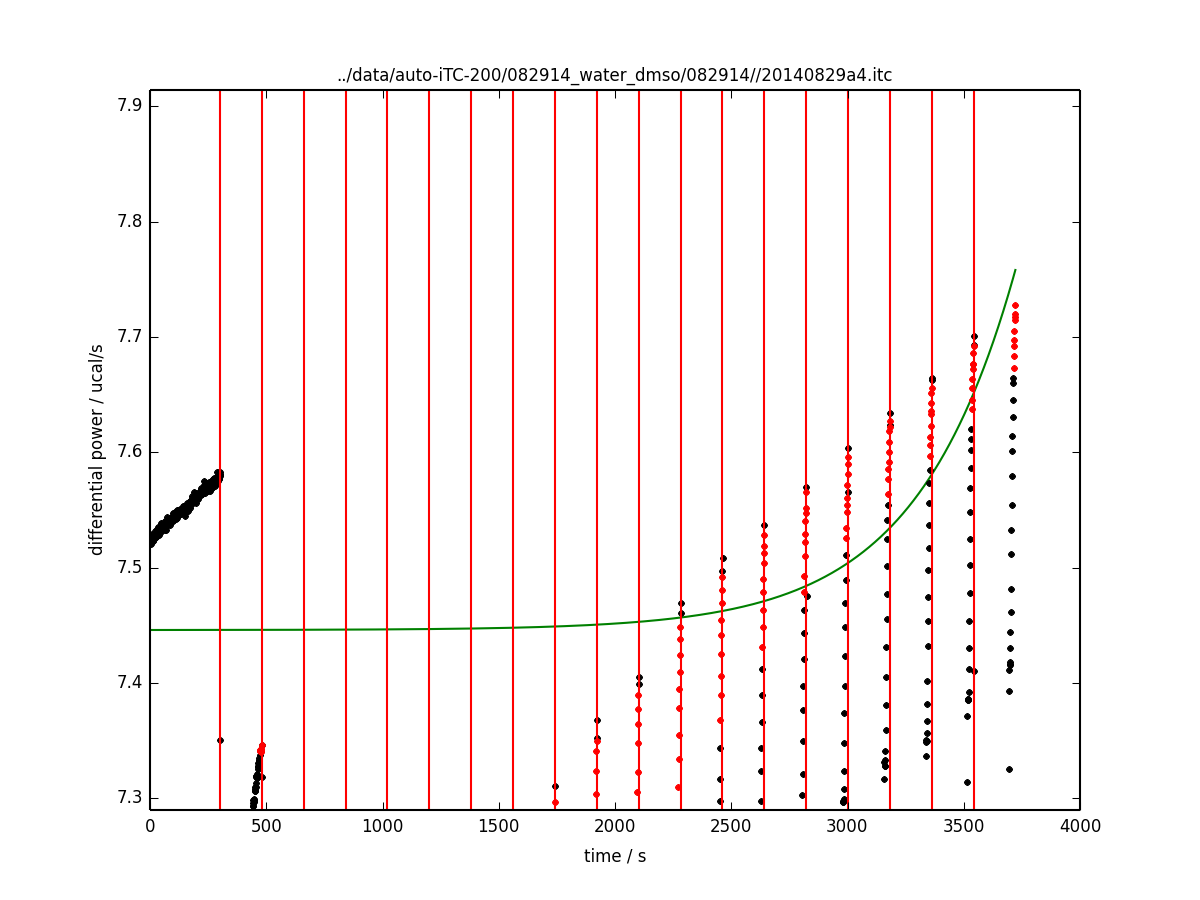 ../data/auto-iTC-200/082914_water_dmso/082914//20140829a4.itc
7.9
7.8
7.7
7.6
7.5
7.4
7.3
differential power / ucal/s
0 500 1000 1500 2000 2500 3000 3500 4000
time / s